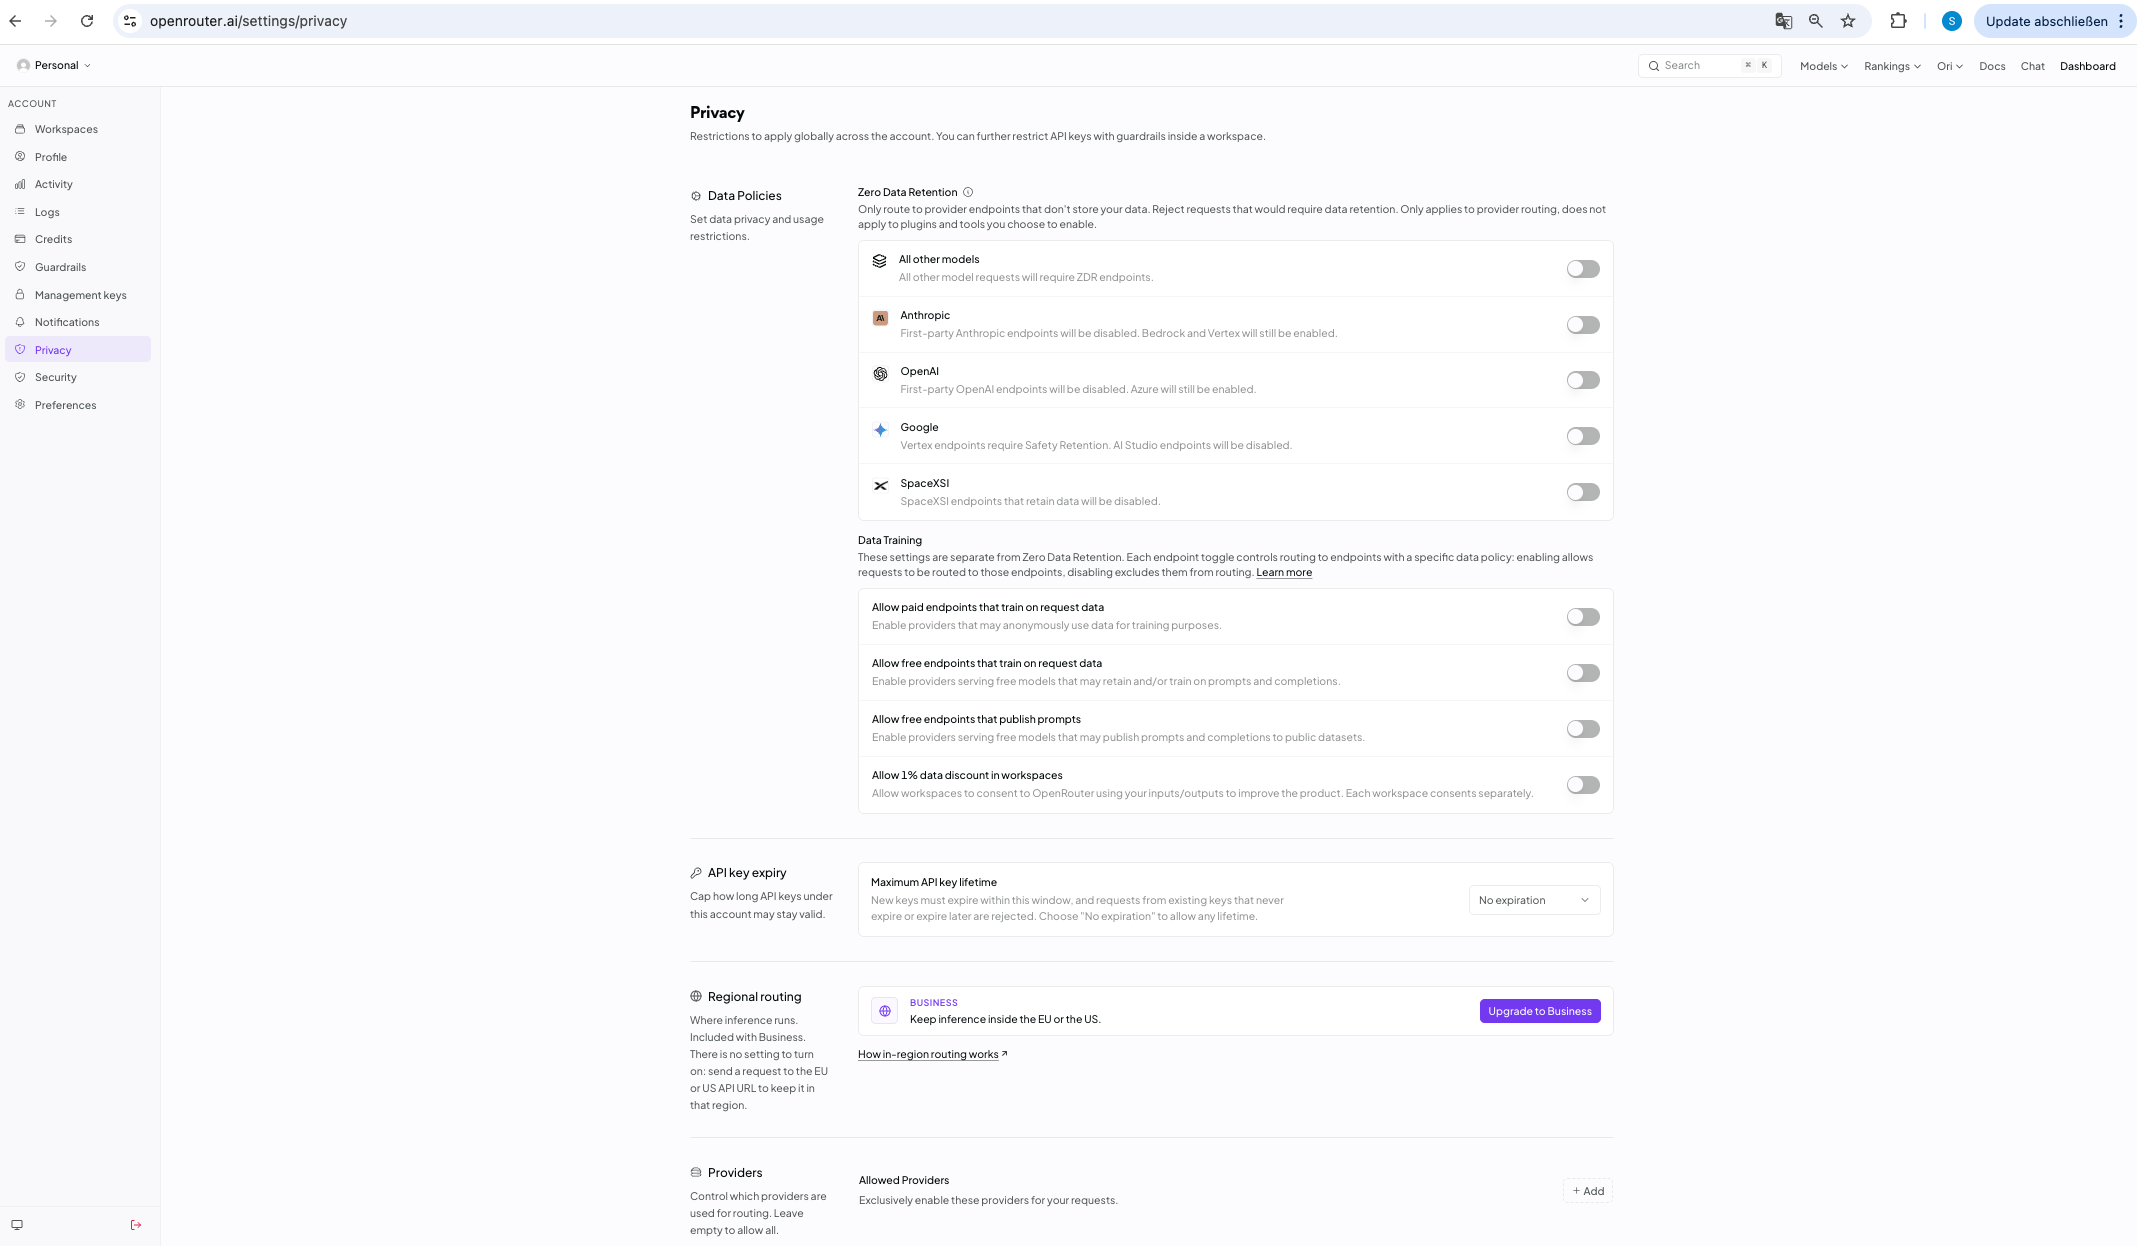 openrouter.ai/settings/privacy
S
Update abschließen
Personal
Search
⌘ K
Models
Rankings
Ori
Docs
Chat
Dashboard
ACCOUNT
Workspaces
Profile
Activity
Logs
Credits
Guardrails
Management keys
Notifications
Privacy
Security
Preferences
Privacy
Restrictions to apply globally across the account. You can further restrict API keys with guardrails inside a workspace.
Data Policies
Set data privacy and usage
restrictions.
Zero Data Retention
Only route to provider endpoints that don't store your data. Reject requests that would require data retention. Only applies to provider routing, does not
apply to plugins and tools you choose to enable.
All other models
All other model requests will require ZDR endpoints.
Anthropic
First-party Anthropic endpoints will be disabled. Bedrock and Vertex will still be enabled.
OpenAI
First-party OpenAI endpoints will be disabled. Azure will still be enabled.
Google
Vertex endpoints require Safety Retention. AI Studio endpoints will be disabled.
SpaceXSI
SpaceXSI endpoints that retain data will be disabled.
Data Training
These settings are separate from Zero Data Retention. Each endpoint toggle controls routing to endpoints with a specific data policy: enabling allows
requests to be routed to those endpoints, disabling excludes them from routing. Learn more
Allow paid endpoints that train on request data
Enable providers that may anonymously use data for training purposes.
Allow free endpoints that train on request data
Enable providers serving free models that may retain and/or train on prompts and completions.
Allow free endpoints that publish prompts
Enable providers serving free models that may publish prompts and completions to public datasets.
Allow 1% data discount in workspaces
Allow workspaces to consent to OpenRouter using your inputs/outputs to improve the product. Each workspace consents separately.
API key expiry
Cap how long API keys under
this account may stay valid.
Maximum API key lifetime
New keys must expire within this window, and requests from existing keys that never
expire or expire later are rejected. Choose "No expiration" to allow any lifetime.
No expiration
Regional routing
Where inference runs.
Included with Business.
There is no setting to turn
on: send a request to the EU
or US API URL to keep it in
that region.
BUSINESS
Keep inference inside the EU or the US.
Upgrade to Business
How in-region routing works ↗
Providers
Control which providers are
used for routing. Leave
empty to allow all.
Allowed Providers
Exclusively enable these providers for your requests.
+ Add